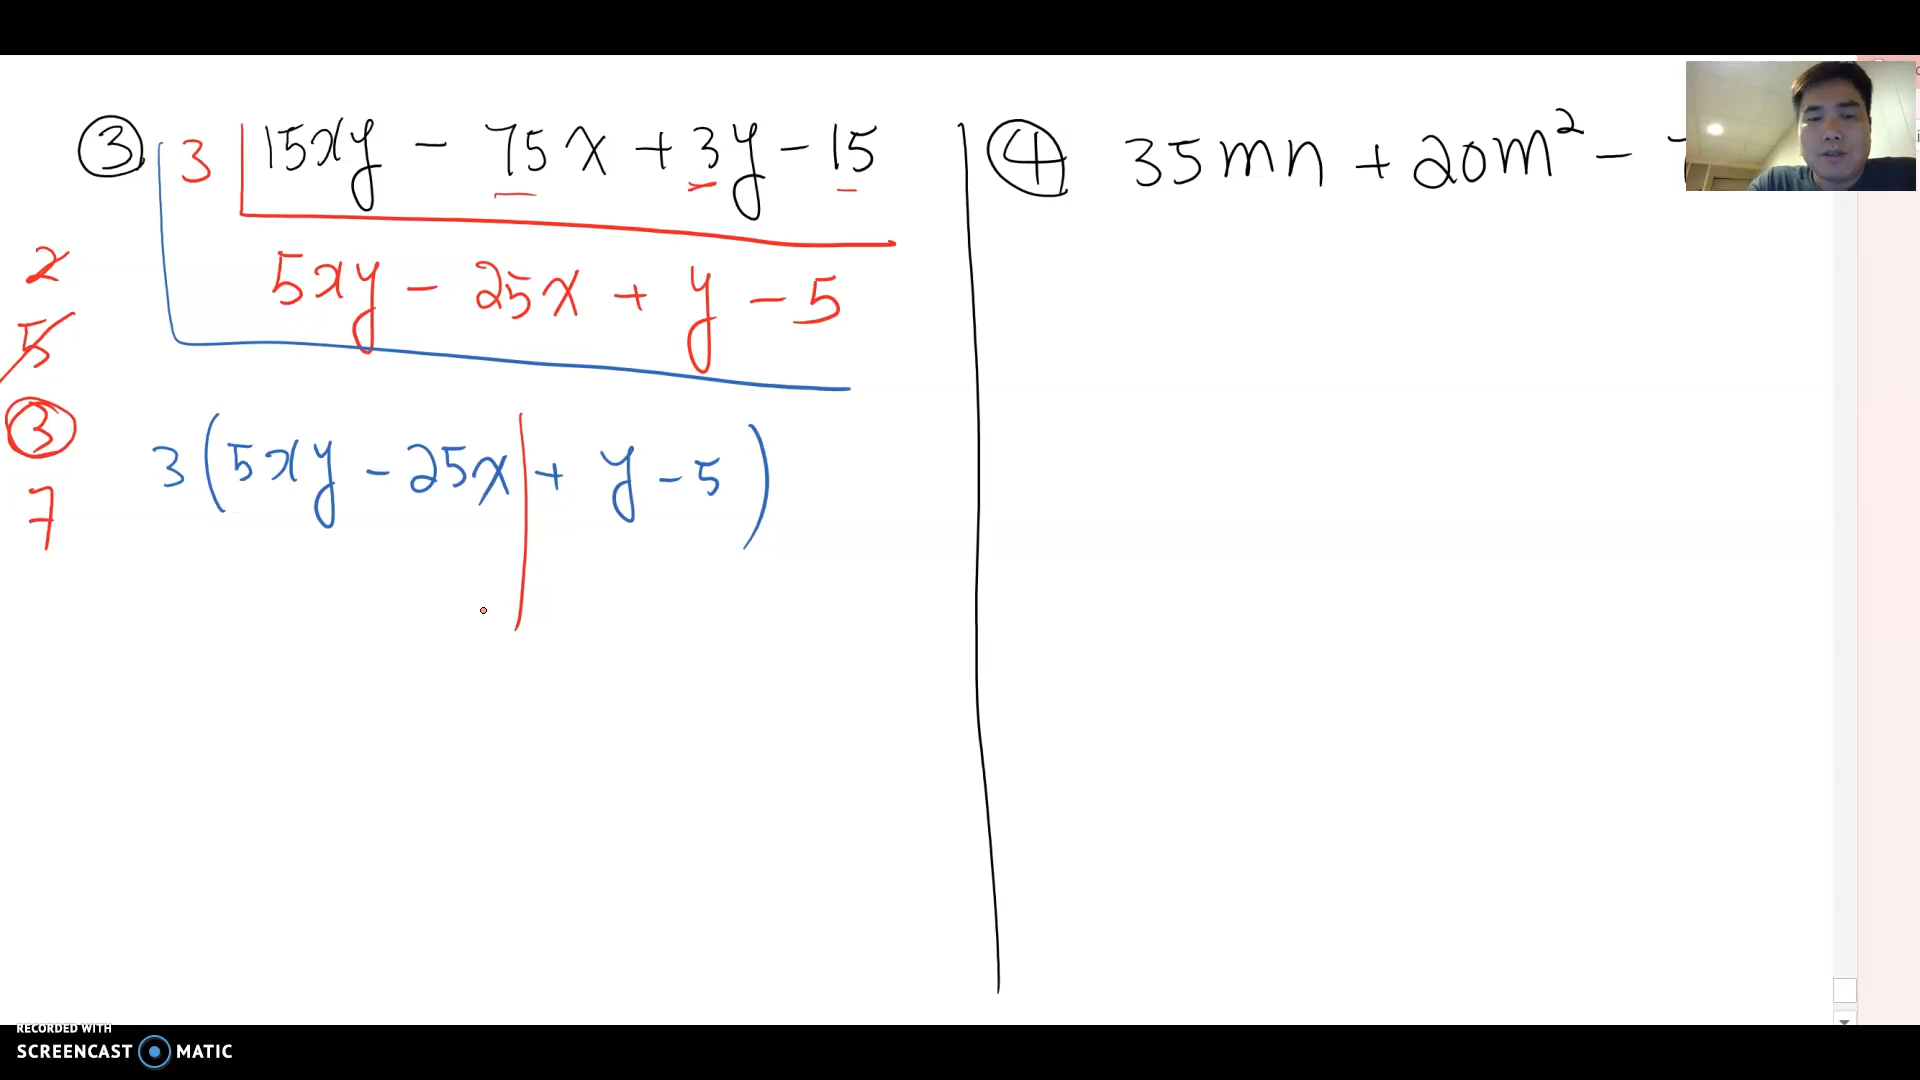 ③ 3 15xy - 75x + 3y - 15
5xy - 25x + y - 5
2
5
③
7
3(5xy - 25x + y - 5)
④ 35mn + 20m² -
RECORDED WITH
SCREENCAST MATIC